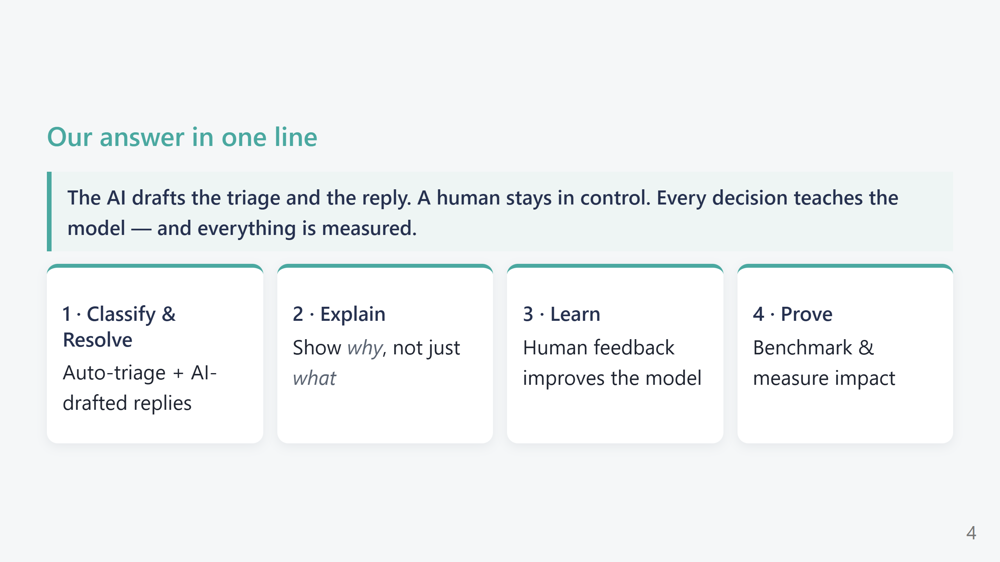 Our answer in one line
The AI drafts the triage and the reply. A human stays in control. Every decision teaches the
model — and everything is measured.
1 · Classify &
Resolve
Auto-triage + AI-
drafted replies
2 · Explain
Show why, not just
what
3 · Learn
Human feedback
improves the model
4 · Prove
Benchmark &
measure impact
4